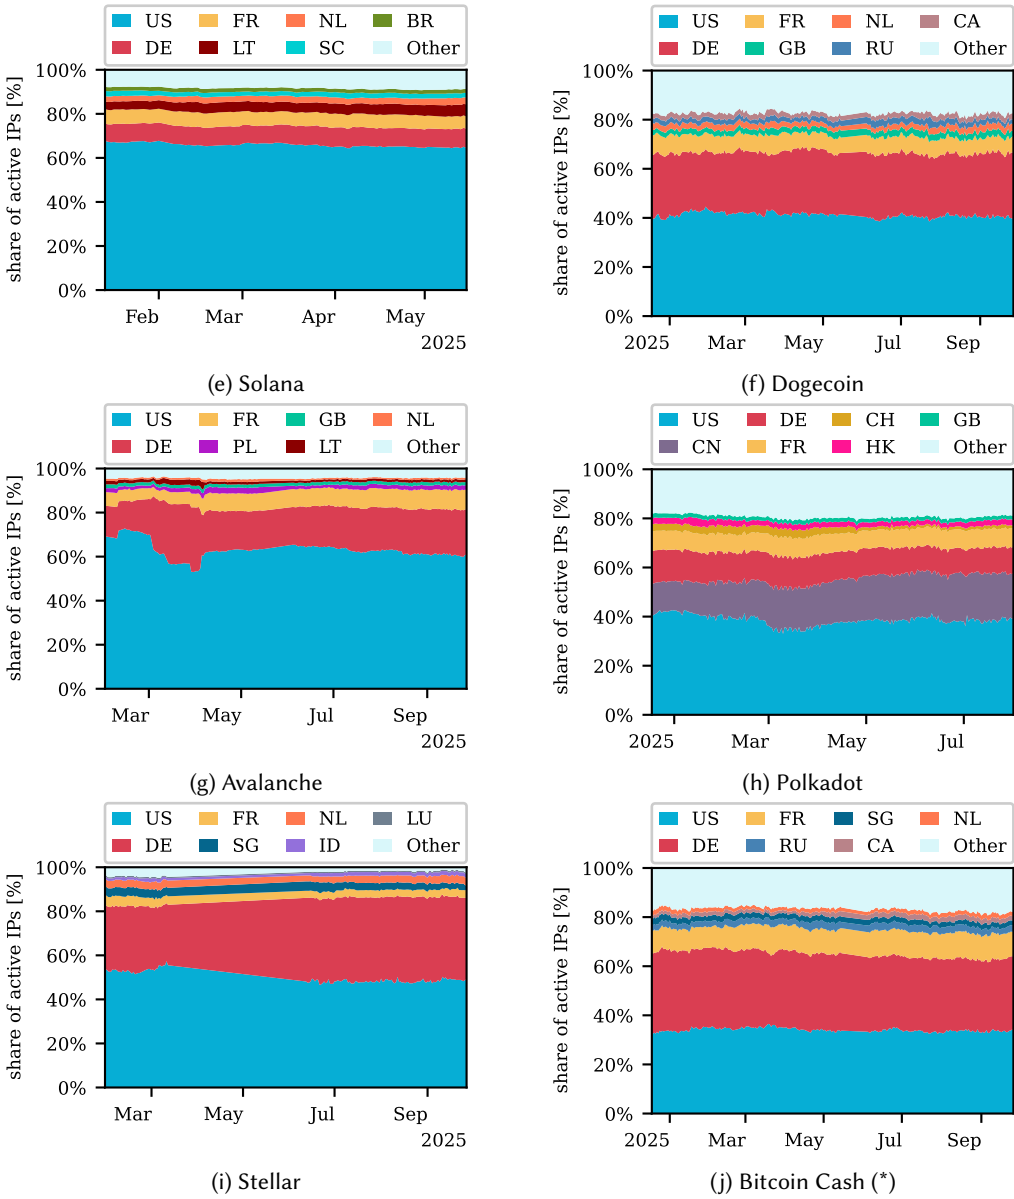 US FR NL BR
DE LT SC Other
100%
80%
60%
40%
20%
0%
share of active IPs [%]
Feb Mar Apr May
2025
(e) Solana
US FR NL CA
DE GB RU Other
100%
80%
60%
40%
20%
0%
share of active IPs [%]
2025 Mar May Jul Sep
(f) Dogecoin
US FR GB NL
DE PL LT Other
100%
80%
60%
40%
20%
0%
share of active IPs [%]
Mar May Jul Sep
2025
(g) Avalanche
US DE CH GB
CN FR HK Other
100%
80%
60%
40%
20%
0%
share of active IPs [%]
2025 Mar May Jul
(h) Polkadot
US FR NL LU
DE SG ID Other
100%
80%
60%
40%
20%
0%
share of active IPs [%]
Mar May Jul Sep
2025
(i) Stellar
US FR SG NL
DE RU CA Other
100%
80%
60%
40%
20%
0%
share of active IPs [%]
2025 Mar May Jul Sep
(j) Bitcoin Cash (*)